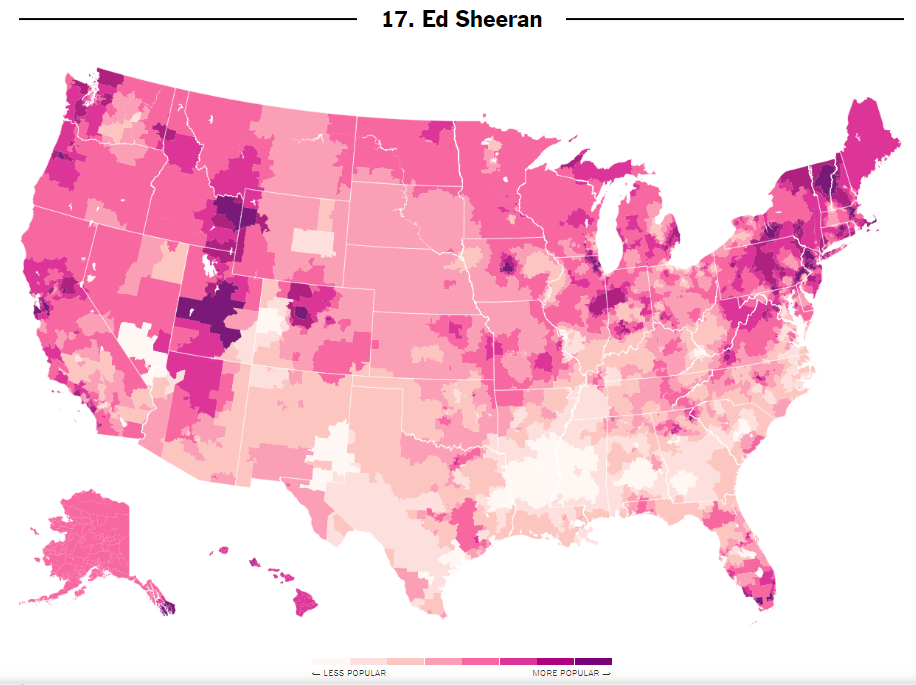 17. Ed Sheeran
← LESS POPULAR MORE POPULAR →